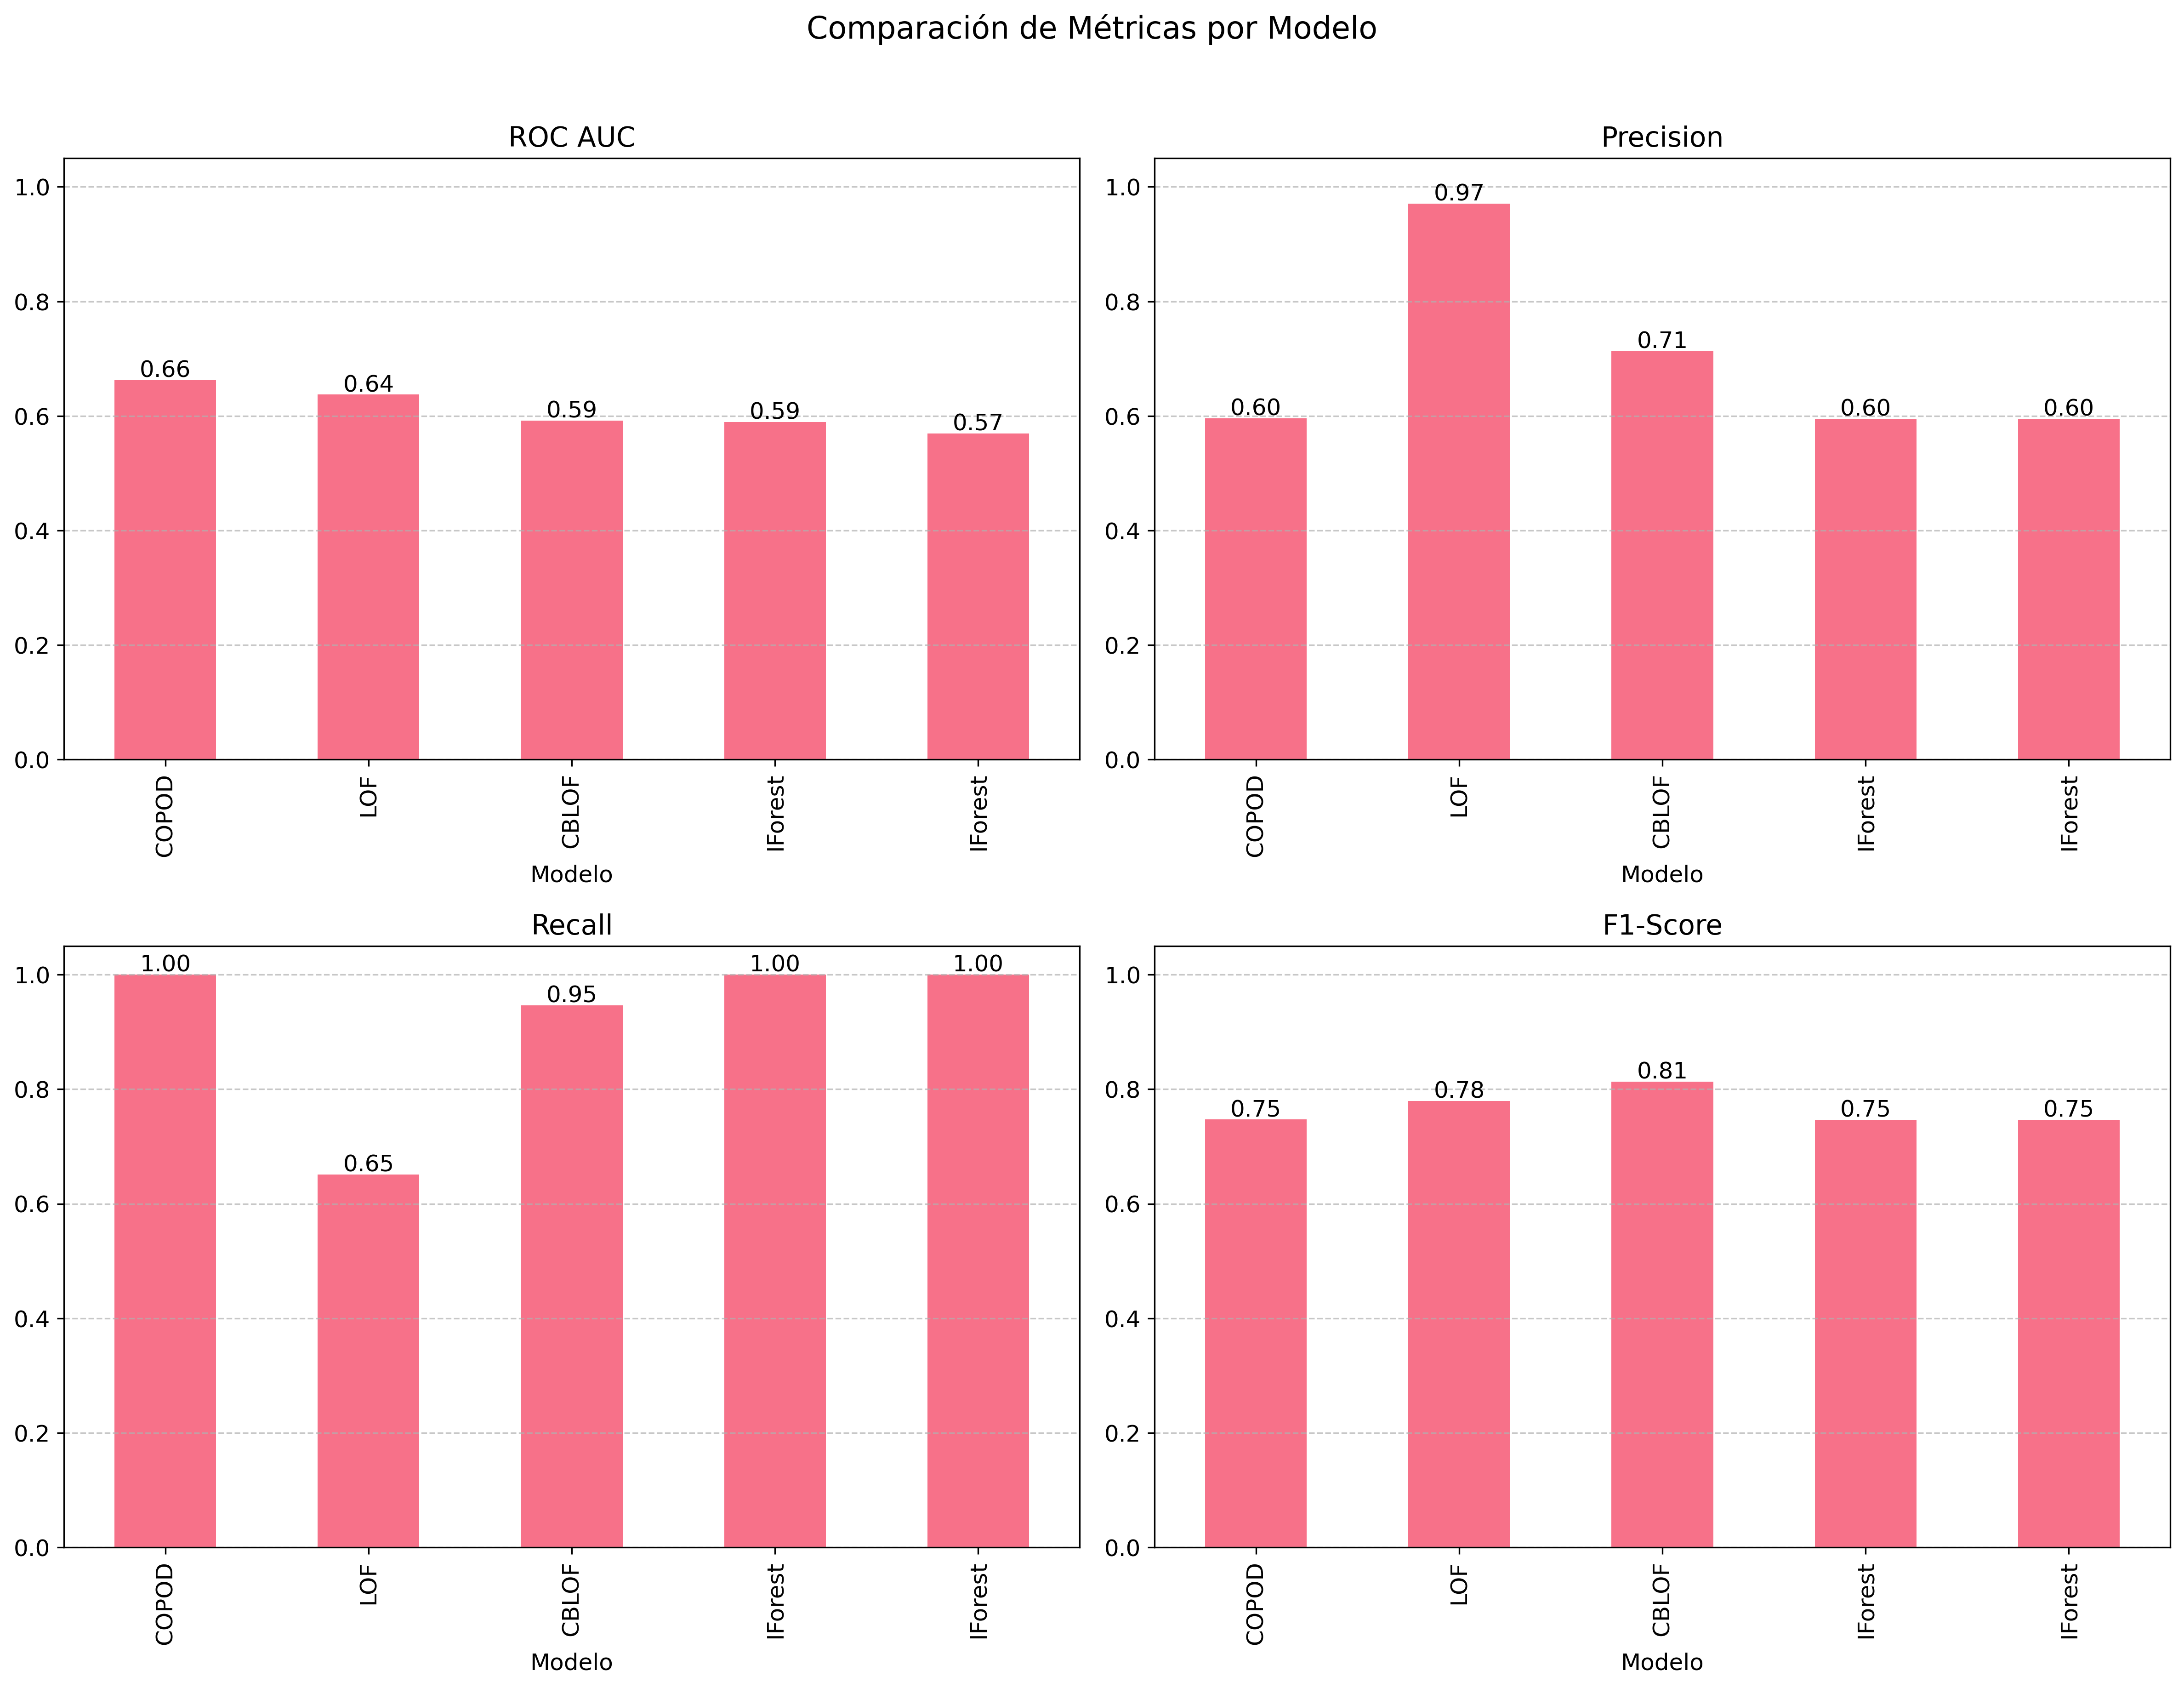 Comparación de Métricas por Modelo
ROC AUC
1.0
0.8
0.6
0.4
0.2
0.0
0.66
0.64
0.59
0.59
0.57
COPOD
LOF
CBLOF
IForest
IForest
Modelo
Precision
1.0
0.8
0.6
0.4
0.2
0.0
0.60
0.97
0.71
0.60
0.60
COPOD
LOF
CBLOF
IForest
IForest
Modelo
Recall
1.0
0.8
0.6
0.4
0.2
0.0
1.00
0.65
0.95
1.00
1.00
COPOD
LOF
CBLOF
IForest
IForest
Modelo
F1-Score
1.0
0.8
0.6
0.4
0.2
0.0
0.75
0.78
0.81
0.75
0.75
COPOD
LOF
CBLOF
IForest
IForest
Modelo